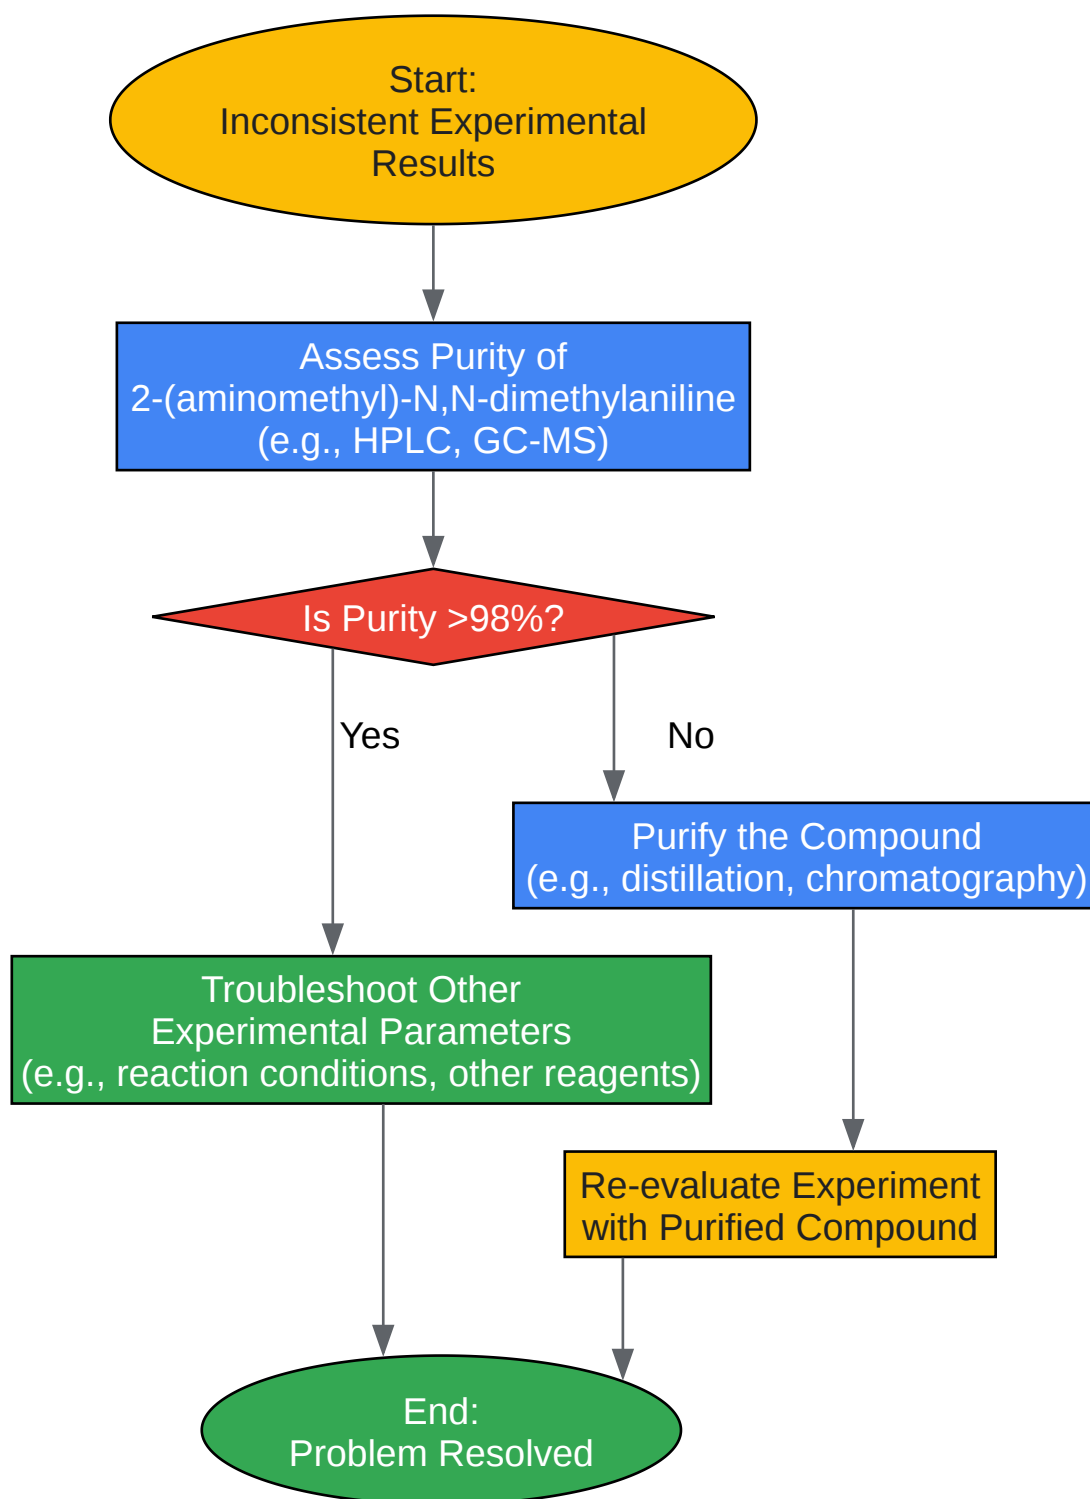 Start:
Inconsistent Experimental
Results
Assess Purity of
2-(aminomethyl)-N,N-dimethylaniline
(e.g., HPLC, GC-MS)
Is Purity >98%?
Yes
No
Purify the Compound
(e.g., distillation, chromatography)
Troubleshoot Other
Experimental Parameters
(e.g., reaction conditions, other reagents)
Re-evaluate Experiment
with Purified Compound
End:
Problem Resolved